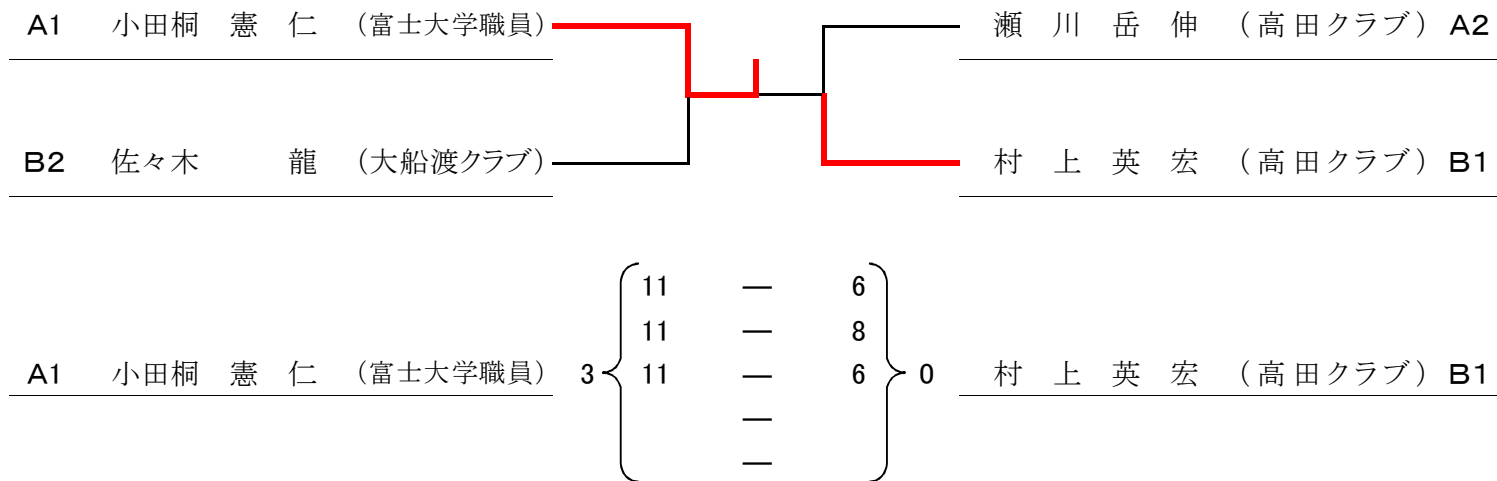 A1 小田桐 憲 仁 (富士大学職員) 瀬 川 岳 伸 (高田クラブ) A2
B2 佐々木 龍 (大船渡クラブ) 村 上 英 宏 (高田クラブ) B1
11 — 6
11 — 8
A1 小田桐 憲 仁 (富士大学職員) 3 11 — 6 0 村 上 英 宏 (高田クラブ) B1
—
—